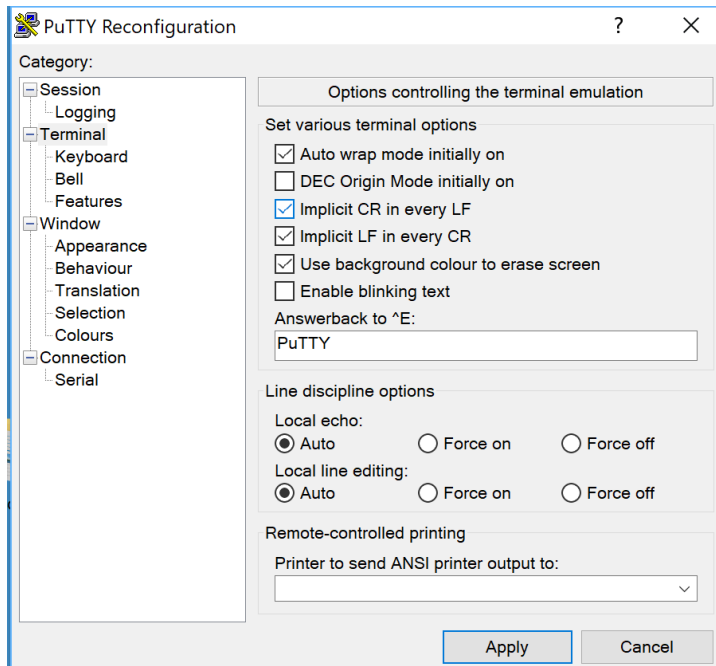 PuTTY Reconfiguration ?
Category:
Session
Logging
Terminal
Keyboard
Bell
Features
Window
Appearance
Behaviour
Translation
Selection
Colours
Connection
Serial
Options controlling the terminal emulation
Set various terminal options
Auto wrap mode initially on
DEC Origin Mode initially on
Implicit CR in every LF
Implicit LF in every CR
Use background colour to erase screen
Enable blinking text
Answerback to ^E:
PuTTY
Line discipline options
Local echo:
Auto Force on Force off
Local line editing:
Auto Force on Force off
Remote-controlled printing
Printer to send ANSI printer output to:
Apply Cancel